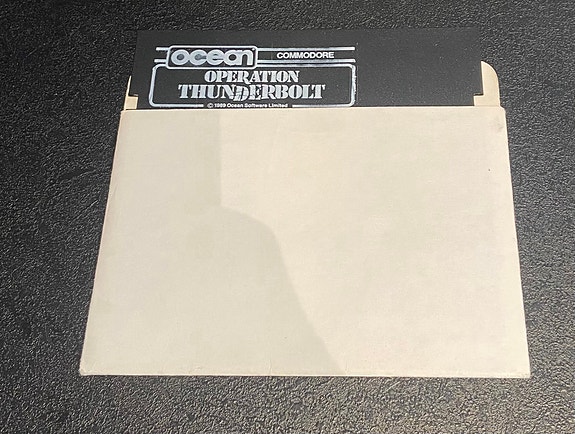 ocean COMMODORE
OPERATION
THUNDERBOLT
© 1989 Ocean Software Limited